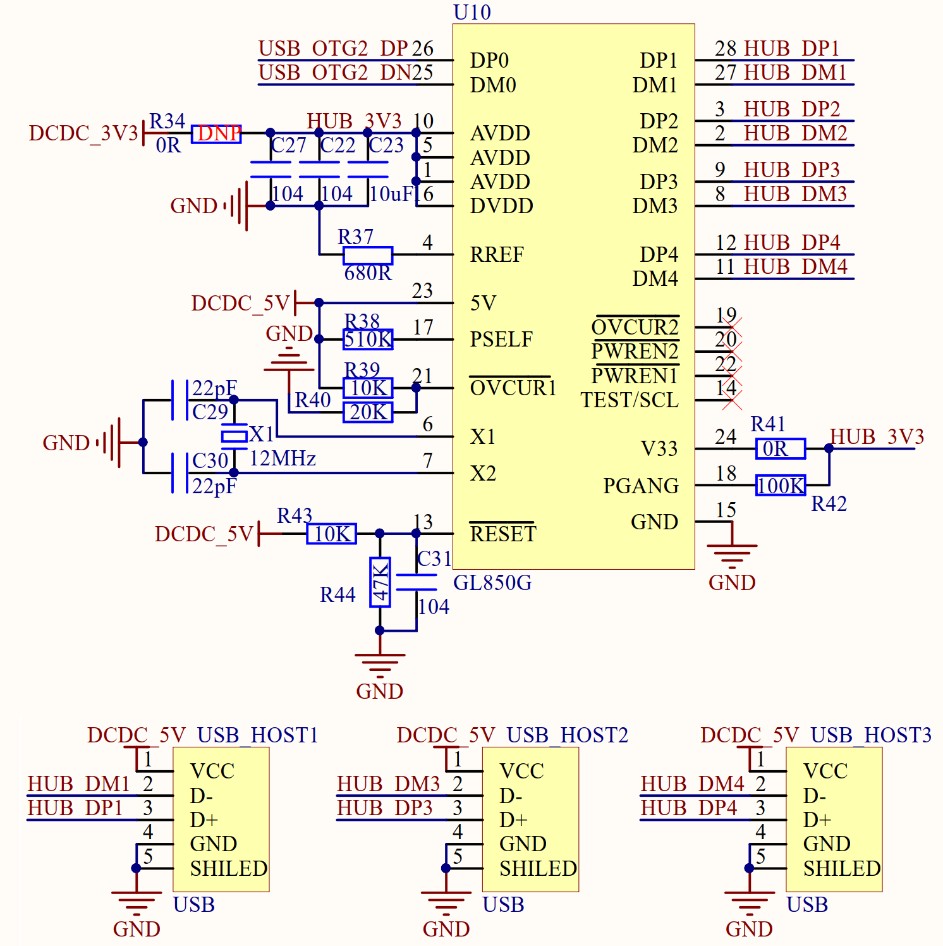 U10
USB_OTG2_DP 26 DP0 DP1 28 HUB_DP1
USB_OTG2_DN 25 DM0 DM1 27 HUB_DM1
DP2 3 HUB_DP2
DM2 2 HUB_DM2
DP3 9 HUB_DP3
DM3 8 HUB_DM3
DP4 12 HUB_DP4
DM4 11 HUB_DM4
DCDC_3V3 R34 0R DNP HUB_3V3 10 AVDD
C27 C22 C23 5 AVDD
1 AVDD
104 104 10uF 16 DVDD
GND
R37 680R 4 RREF
DCDC_5V 23 5V
GND R38 510K 17 PSELF
R39 10K 21 OVCUR1
R40 20K
OVCUR2 19
PWREN2 20
PWREN1 22
TEST/SCL 14
22pF C29 6 X1
GND X1 12MHz
C30 22pF 7 X2
V33 24 R41 0R HUB_3V3
PGANG 18 100K R42
GND 15
GND
DCDC_5V R43 10K 13 RESET
C31
R44 47K 104
GL850G
GND
DCDC_5V USB_HOST1
1 VCC
HUB_DM1 2 D-
HUB_DP1 3 D+
4 GND
5 SHILED
GND USB
DCDC_5V USB_HOST2
1 VCC
HUB_DM3 2 D-
HUB_DP3 3 D+
4 GND
5 SHILED
GND USB
DCDC_5V USB_HOST3
1 VCC
HUB_DM4 2 D-
HUB_DP4 3 D+
4 GND
5 SHILED
GND USB